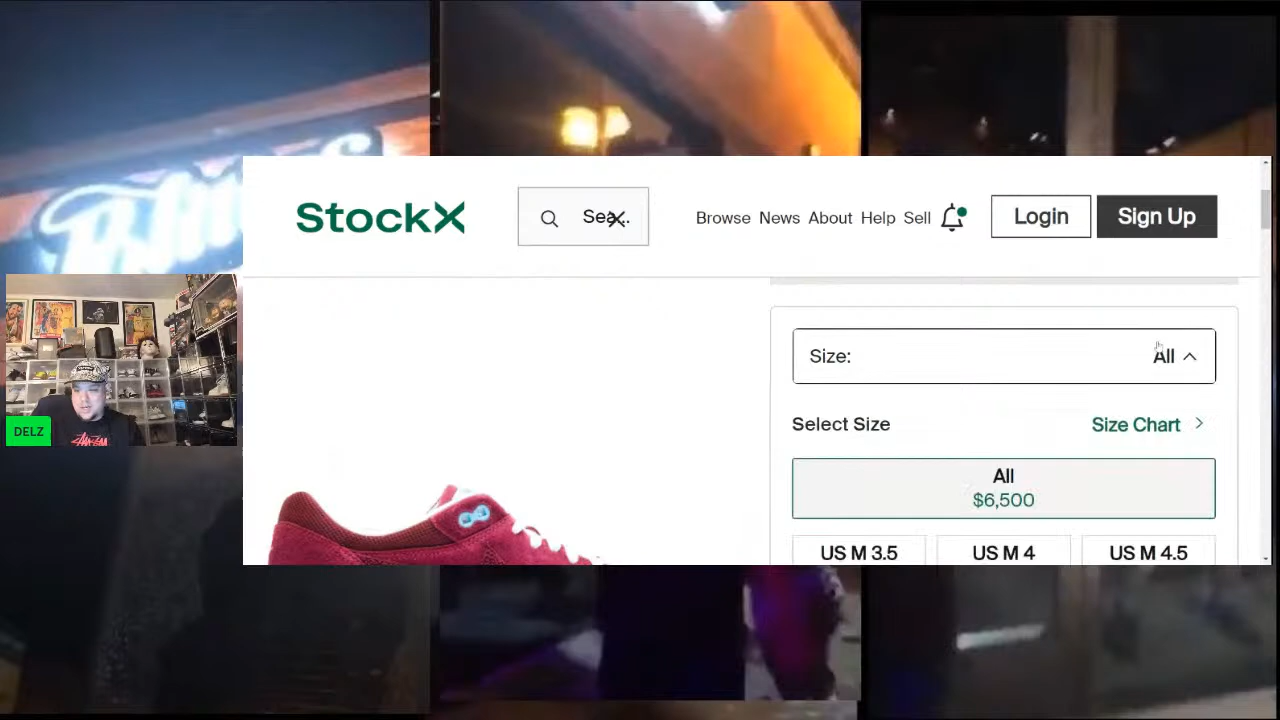 StockX
Sea..
Browse News About Help Sell
Login
Sign Up
Size:
All
Select Size
Size Chart
All
$6,500
US M 3.5
US M 4
US M 4.5
DELZ